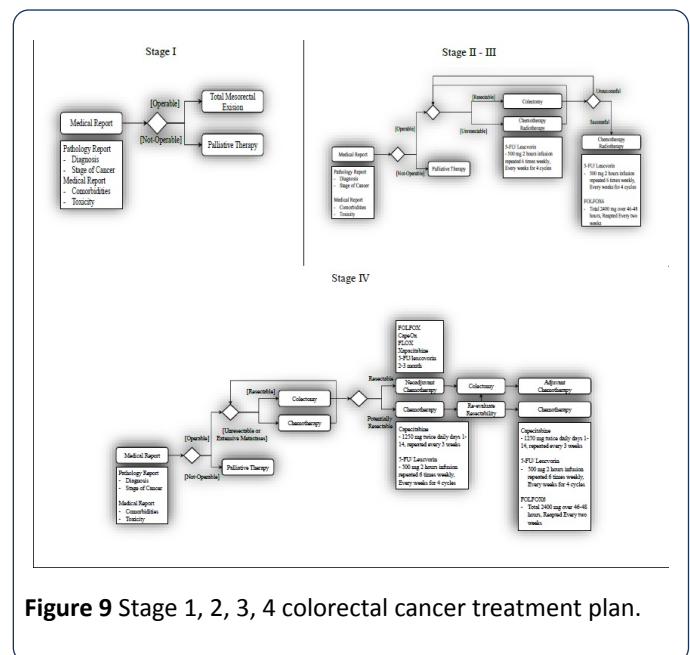 Stage I
[Operable]
Total Mesorectal
Exision
Medical Report
[Not-Operable]
Palliative Therapy
Pathology Report
- Diagnosis
- Stage of Cancer
Medical Report
- Comorbidities
- Toxicity
Stage II - III
Unsuccessful
[Resectable]
Colectomy
[Operable]
[Unresectable]
Chemotherapy
Radiotherapy
Successful
Medical Report
[Not-Operable]
Palliative Therapy
Pathology Report
- Diagnosis
- Stage of Cancer
Medical Report
- Comorbidities
- Toxicity
5-FU Leucvorin
- 500 mg 2 hours infusion
repeated 6 times weekly,
Every weeks for 4 cycles
Chemotherapy
Radiotherapy
5-FU Leucvorin
- 500 mg 2 hours infusion
repeated 6 times weekly,
Every weeks for 4 cycles
FOLFOX6
- Total 2400 mg over 46-48
hours, Reapted Every two
weeks
Stage IV
FOLFOX
CapeOx
FLOX
Xapacitabine
5-FU/leucovorin
2-3 month
[Resectable]
Colectomy
Chemotherapy
[Operable]
[Unresectable or
Extensive Metastases]
Resectable
Neoadjuvant
Chemotherapy
Colectomy
Adjuvant
Chemotherapy
Potentially
Resectable
Chemotherapy
Re-evaluate
Resectability
Chemotherapy
Medical Report
[Not-Operable]
Palliative Therapy
Pathology Report
- Diagnosis
- Stage of Cancer
Medical Report
- Comorbidities
- Toxicity
Capacitabine
- 1250 mg twice daily days 1-
14, repeated every 3 weeks
5-FU/ Leucvorin
- 500 mg 2 hours infusion
repeated 6 times weekly,
Every weeks for 4 cycles
Capacitabine
- 1250 mg twice daily days 1-
14, repeated every 3 weeks
5-FU/ Leucvorin
- 500 mg 2 hours infusion
repeated 6 times weekly,
Every weeks for 4 cycles
FOLFOX6
- Total 2400 mg over 46-48
hours, Reapted Every two
weeks
Figure 9 Stage 1, 2, 3, 4 colorectal cancer treatment plan.